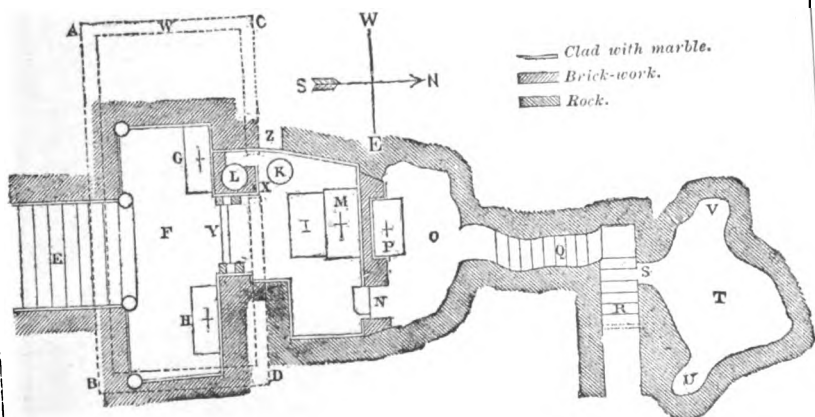 A W C
W
S N
E
Clad with marble.
Brick-work.
Rock.
Z
G L K
X
M
E F Y I P O Q V
S
H N R T
B D U